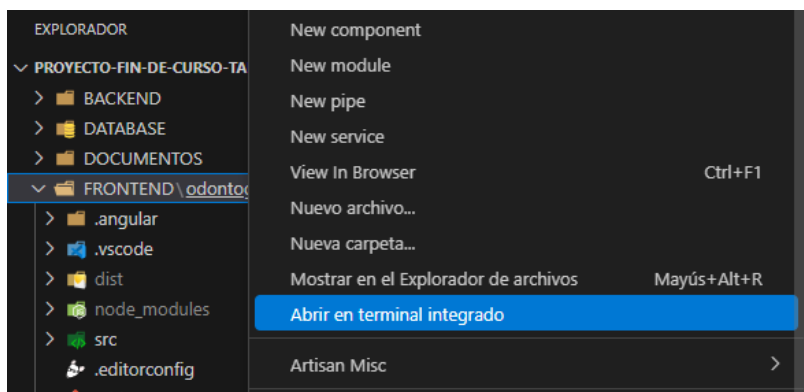 EXPLORADOR
PROYECTO-FIN-DE-CURSO-TA
BACKEND
DATABASE
DOCUMENTOS
FRONTEND\odontog
.angular
.vscode
dist
node_modules
src
.editorconfig
New component
New module
New pipe
New service
View In Browser Ctrl+F1
Nuevo archivo...
Nueva carpeta...
Mostrar en el Explorador de archivos Mayús+Alt+R
Abrir en terminal integrado
Artisan Misc